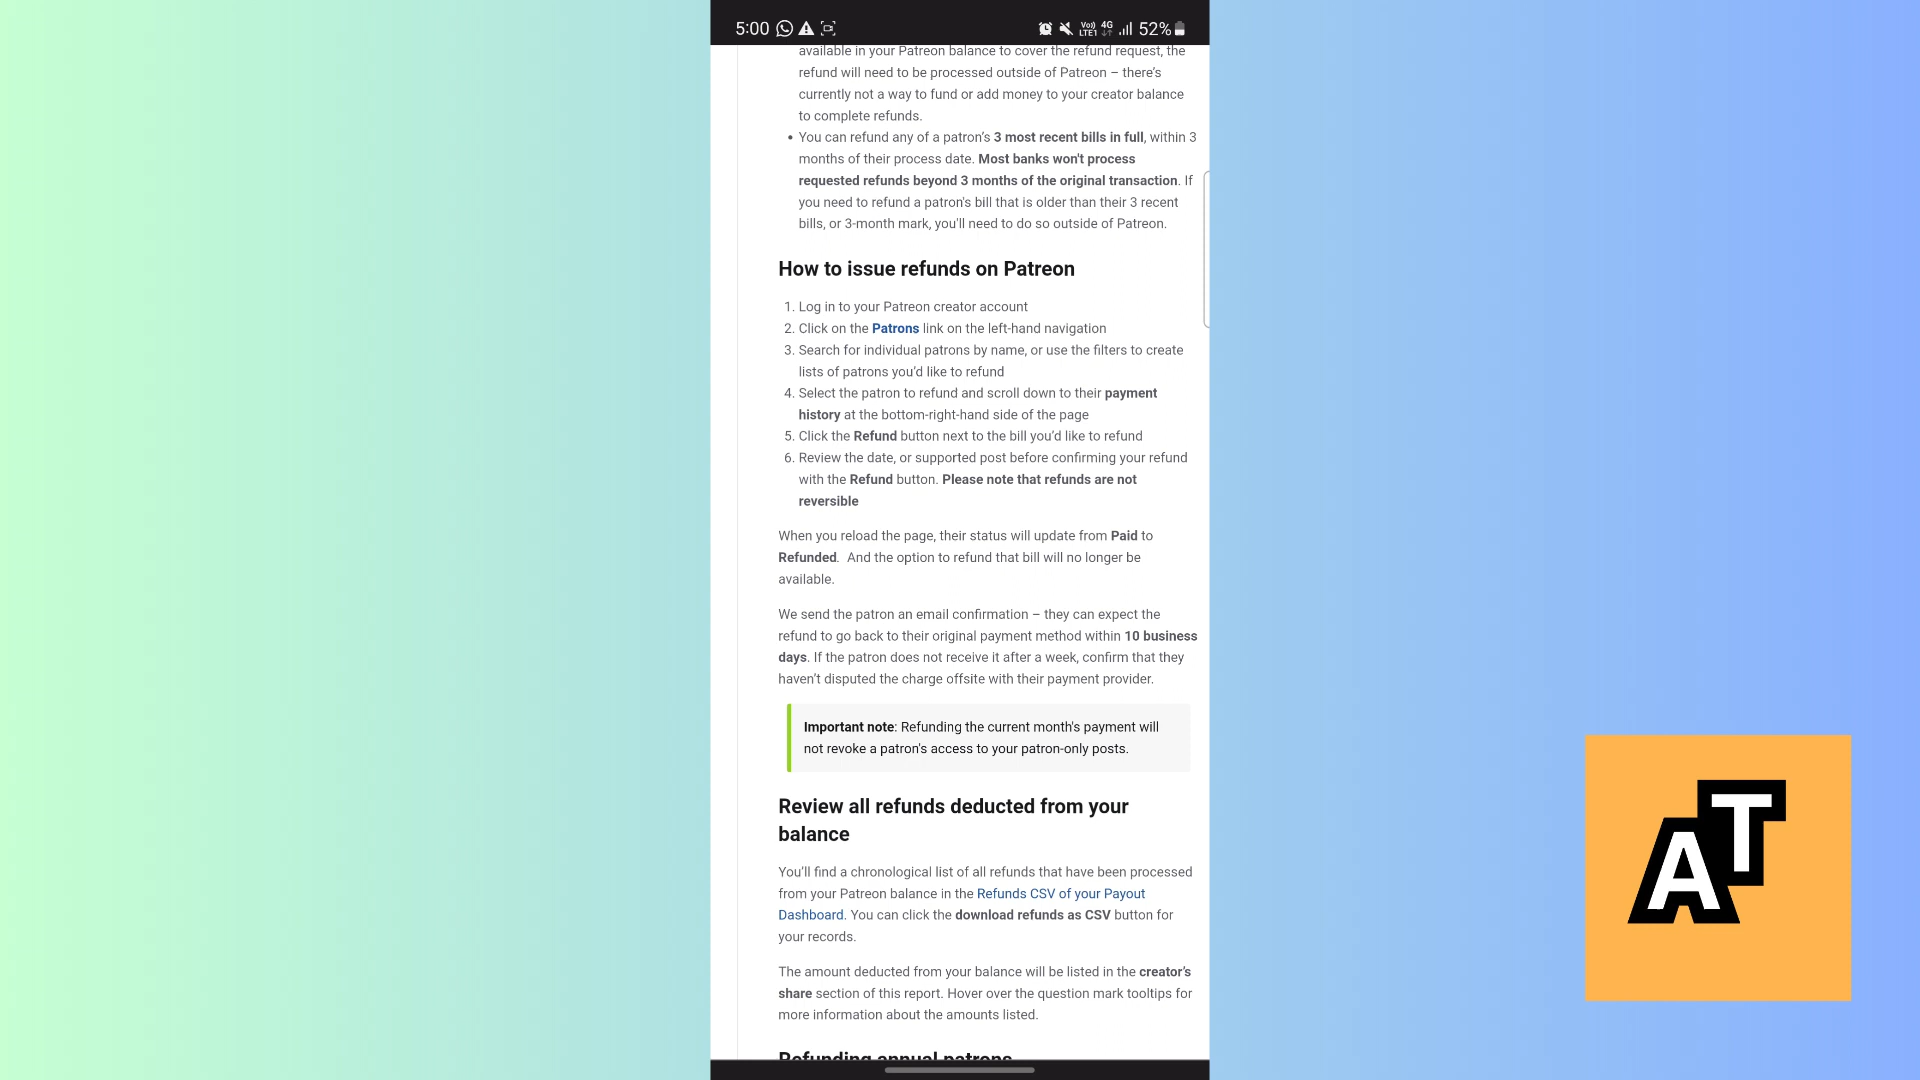 5:00
Vo)) 4G
LTE1
52%
available in your Patreon balance to cover the refund request, the
refund will need to be processed outside of Patreon – there's
currently not a way to fund or add money to your creator balance
to complete refunds.
• You can refund any of a patron's 3 most recent bills in full, within 3
months of their process date. Most banks won't process
requested refunds beyond 3 months of the original transaction. If
you need to refund a patron's bill that is older than their 3 recent
bills, or 3-month mark, you'll need to do so outside of Patreon.
How to issue refunds on Patreon
1. Log in to your Patreon creator account
2. Click on the Patrons link on the left-hand navigation
3. Search for individual patrons by name, or use the filters to create
lists of patrons you'd like to refund
4. Select the patron to refund and scroll down to their payment
history at the bottom-right-hand side of the page
5. Click the Refund button next to the bill you'd like to refund
6. Review the date, or supported post before confirming your refund
with the Refund button. Please note that refunds are not
reversible
When you reload the page, their status will update from Paid to
Refunded.  And the option to refund that bill will no longer be
available.
We send the patron an email confirmation – they can expect the
refund to go back to their original payment method within 10 business
days. If the patron does not receive it after a week, confirm that they
haven't disputed the charge offsite with their payment provider.
Important note: Refunding the current month's payment will
not revoke a patron's access to your patron-only posts.
Review all refunds deducted from your
balance
You'll find a chronological list of all refunds that have been processed
from your Patreon balance in the Refunds CSV of your Payout
Dashboard. You can click the download refunds as CSV button for
your records.
The amount deducted from your balance will be listed in the creator's
share section of this report. Hover over the question mark tooltips for
more information about the amounts listed.
Refunding annual patrons
AT